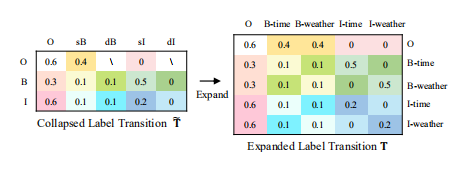 O sB dB sI dI
O 0.6 0.4 \ 0 \
B 0.3 0.1 0.1 0.5 0
I 0.6 0.1 0.1 0.2 0
Collapsed Label Transition T̃
Expand
O B-time B-weather I-time I-weather
0.6 0.4 0.4 0 0 O
0.3 0.1 0.1 0.5 0 B-time
0.3 0.1 0.1 0 0.5 B-weather
0.6 0.1 0.1 0.2 0 I-time
0.6 0.1 0.1 0 0.2 I-weather
Expanded Label Transition T